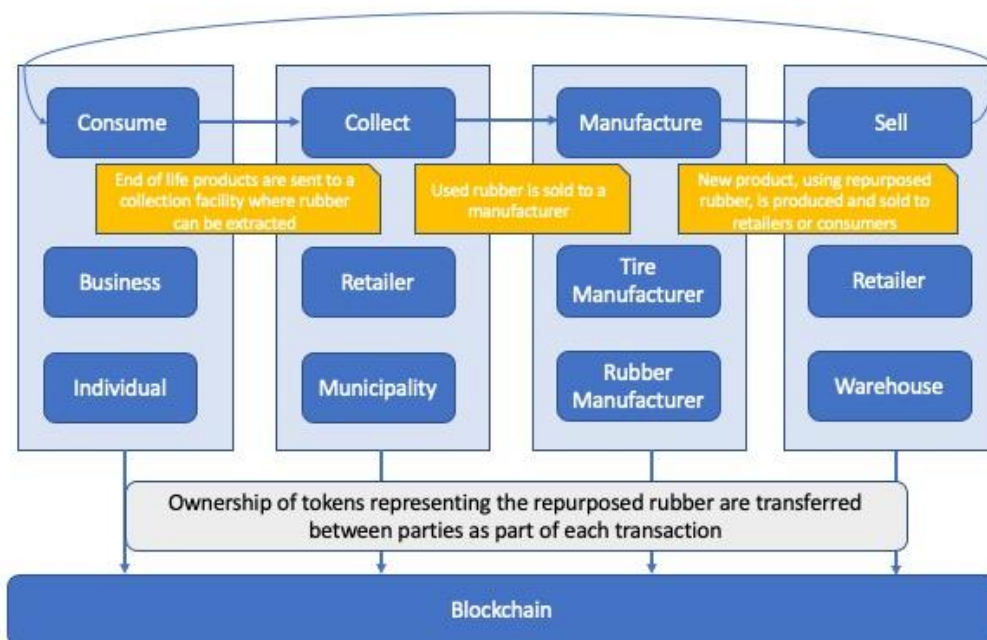 Consume
Collect
Manufacture
Sell
End of life products are sent to a
collection facility where rubber
can be extracted
Used rubber is sold to a
manufacturer
New product, using repurposed
rubber, is produced and sold to
retailers or consumers
Business
Retailer
Tire
Manufacturer
Retailer
Individual
Municipality
Rubber
Manufacturer
Warehouse
Ownership of tokens representing the repurposed rubber are transferred
between parties as part of each transaction
Blockchain